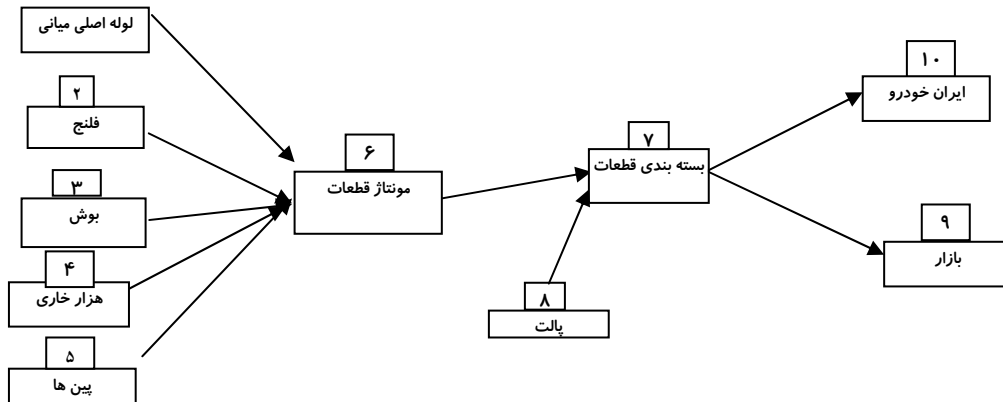 لوله اصلی میانی
۲
فلنج
۳
بوش
۴
هزار خاری
۵
پین ها
۶
مونتاژ قطعات
۷
بسته بندی قطعات
۸
پالت
۱۰
ایران خودرو
۹
بازار